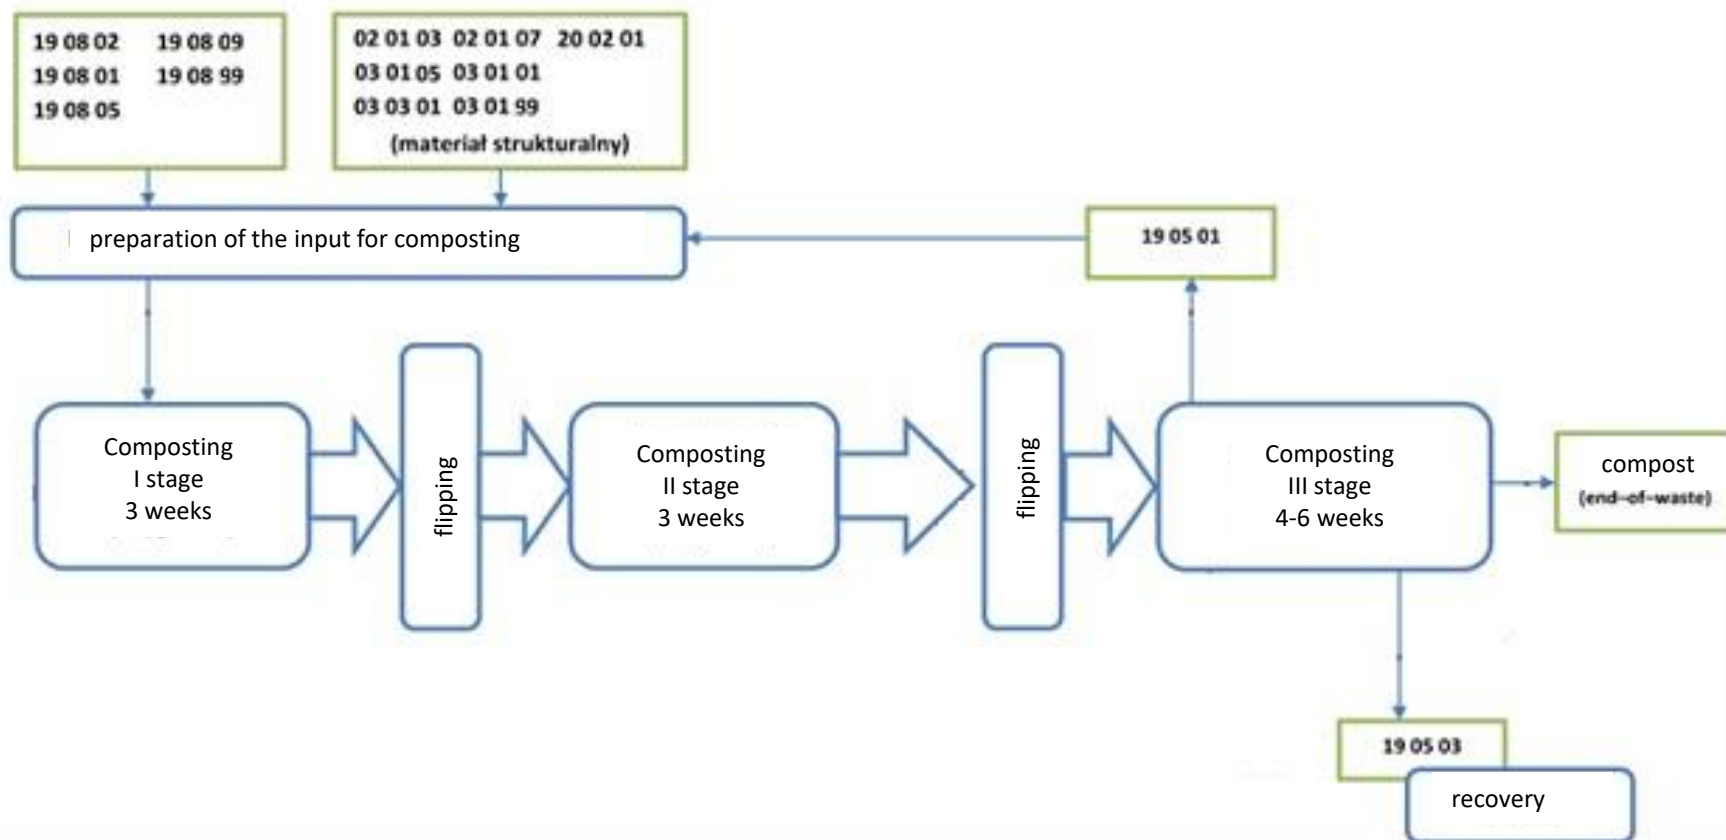 19 08 02 19 08 09
19 08 01 19 08 99
19 08 05
02 01 03 02 01 07 20 02 01
03 01 05 03 01 01
03 03 01 03 01 99
(materiał strukturalny)
preparation of the input for composting
19 05 01
Composting
I stage
3 weeks
flipping
Composting
II stage
3 weeks
flipping
Composting
III stage
4-6 weeks
compost
(end-of-waste)
19 05 03
recovery